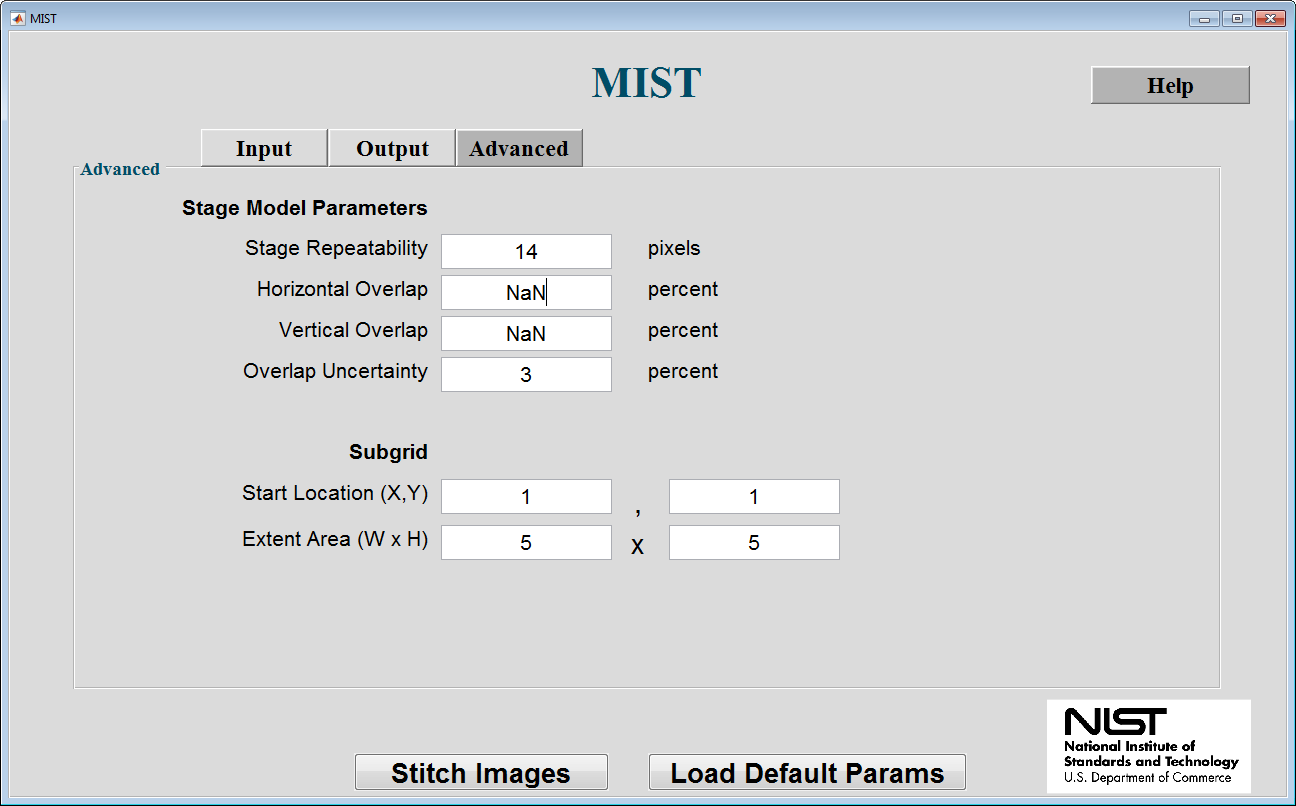 MIST
MIST
Help
Input Output Advanced
Advanced
Stage Model Parameters
Stage Repeatability 14 pixels
Horizontal Overlap NaN percent
Vertical Overlap NaN percent
Overlap Uncertainty 3 percent
Subgrid
Start Location (X,Y) 1 , 1
Extent Area (W x H) 5 x 5
Stitch Images Load Default Params
NIST
National Institute of
Standards and Technology
U.S. Department of Commerce